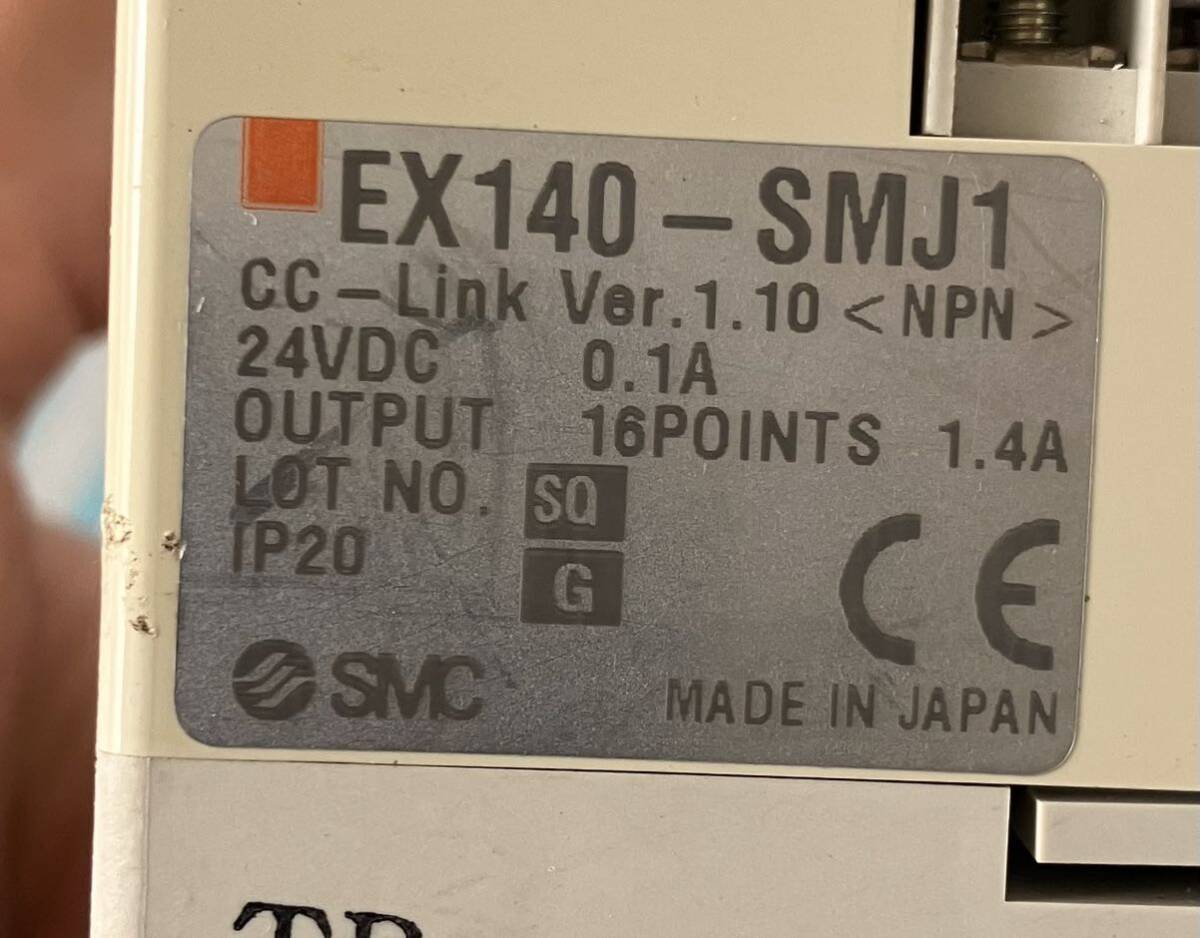 EX140-SMJ1
CC-Link Ver.1.10 <NPN>
24VDC 0.1A
OUTPUT 16POINTS 1.4A
LOT NO. SQ
IP20 G
CE
SMC
MADE IN JAPAN